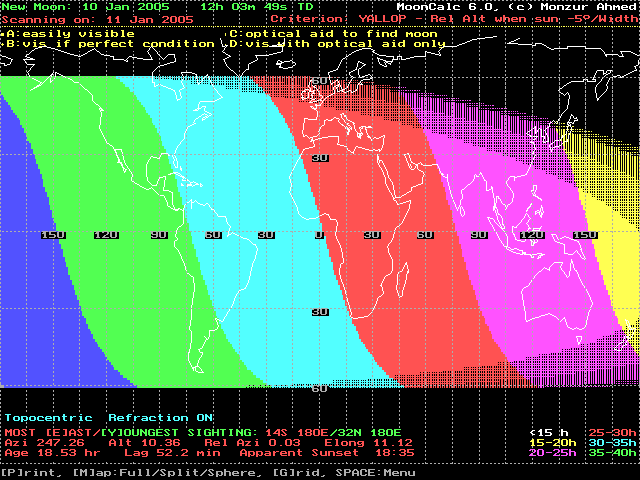 New Moon: 10 Jan 2005    12h 03m 49s TD    MoonCalc 6.0, (c) Monzur Ahmed
Scanning on: 11 Jan 2005    Criterion: YALLOP - Rel Alt when sun -5º/Width
A:easily visible    C:optical aid to find moon
B:vis if perfect condition    D:vis with optical aid only
60
30
150 120 90 60 0 30 60 90 120 150
30
60
Topocentric  Refraction ON
MOST [E]AST/[Y]OUNGEST SIGHTING: 14S 180E/32N 180E    <15 h    25-30h
Azi 247.26    Alt 10.36    Rel Azi 0.03    Elong 11.12    15-20h    30-35h
Age 18.53 hr    Lag 52.2 min    Apparent Sunset  18:35    20-25h    35-40h
[P]rint, [M]ap:Full/Split/Sphere, [G]rid, SPACE:Menu